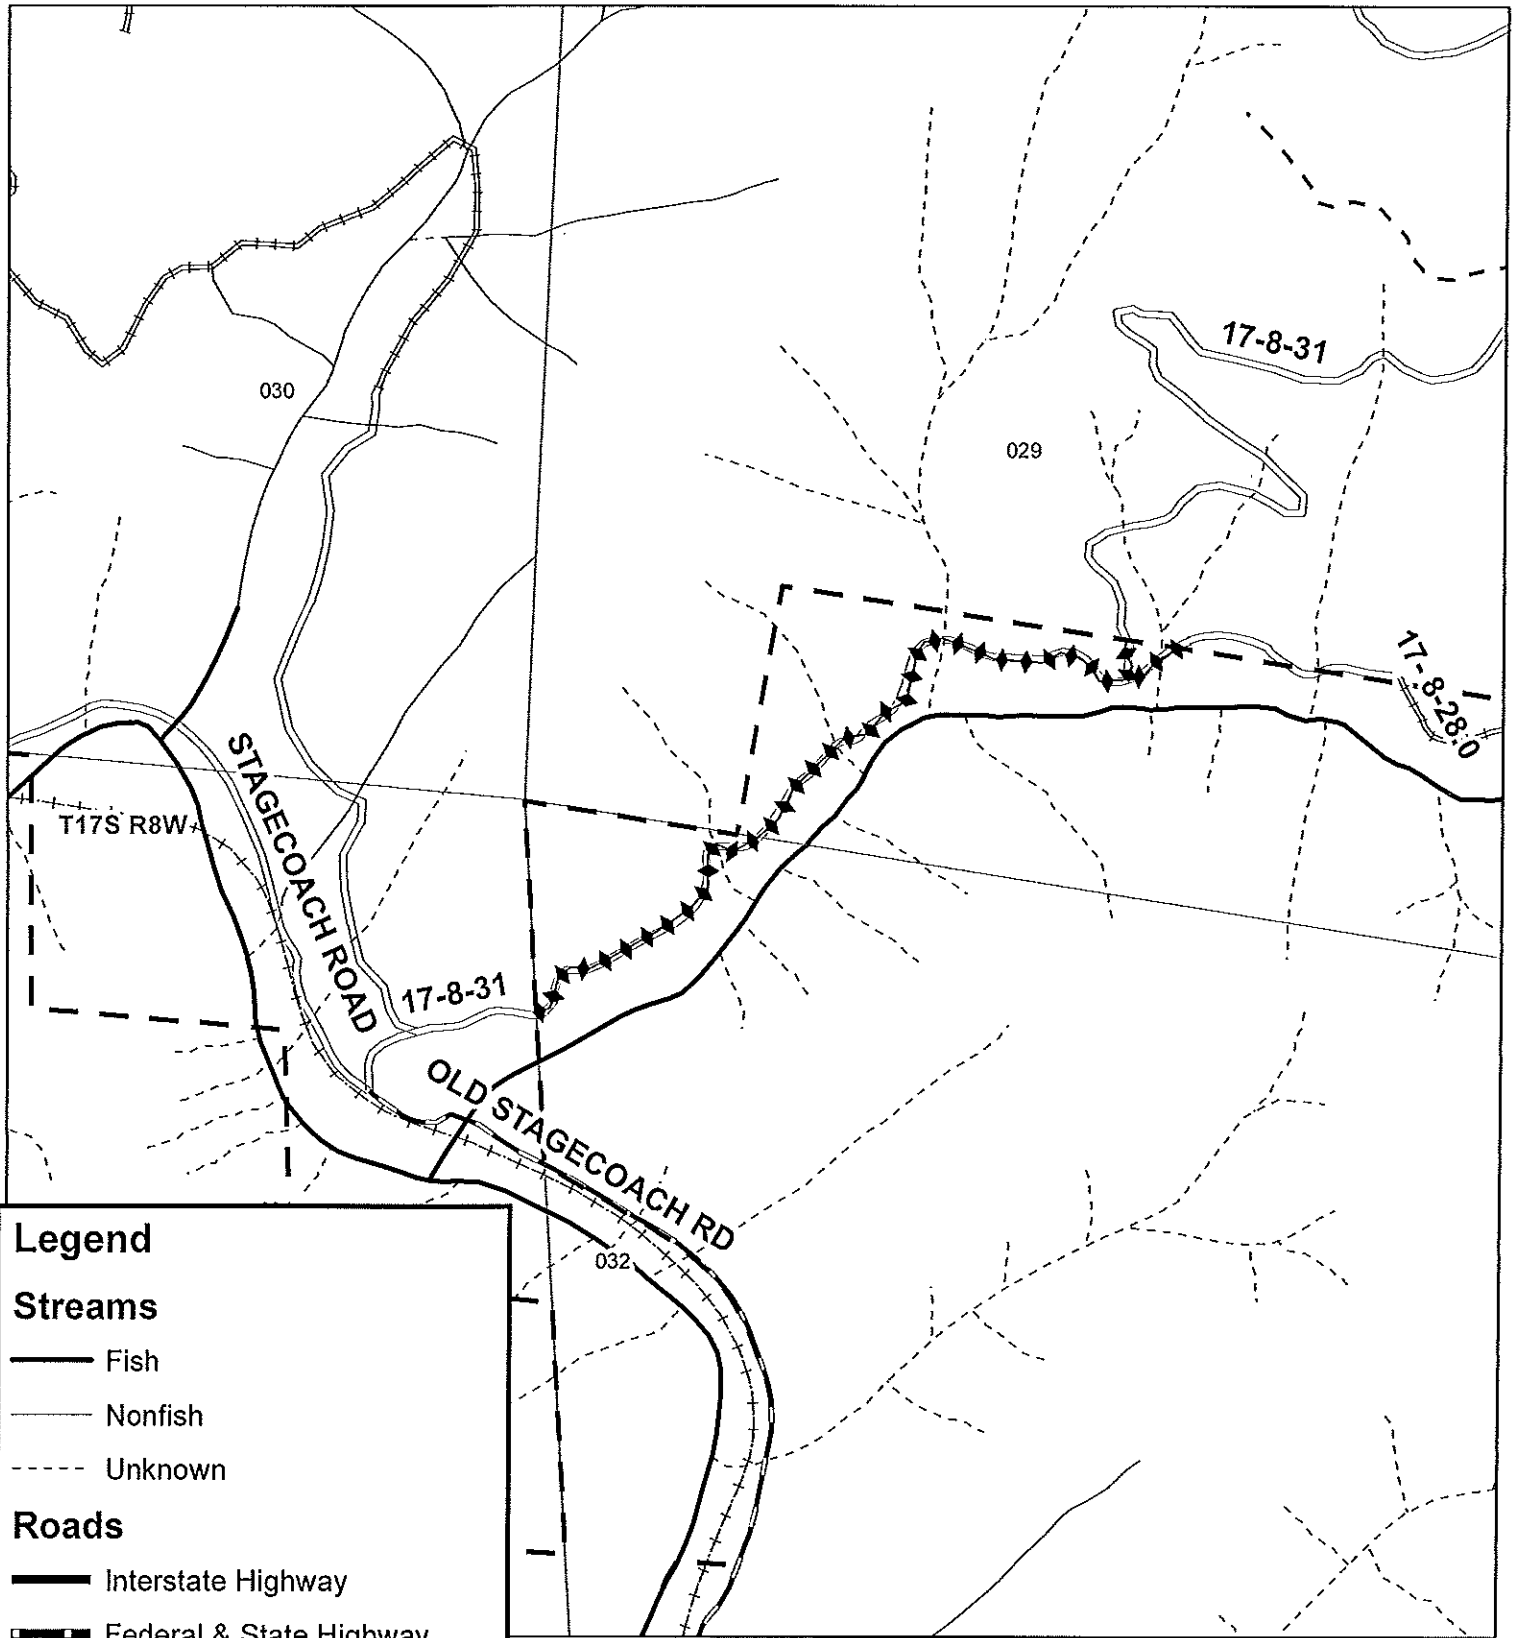 17-8-31
030
029
17-8-28.0
STAGECOACH ROAD
T17S R8W
17-8-31
OLD STAGECOACH RD
032
Legend
Streams
Fish
Nonfish
Unknown
Roads
Interstate Highway
Federal & State Highway